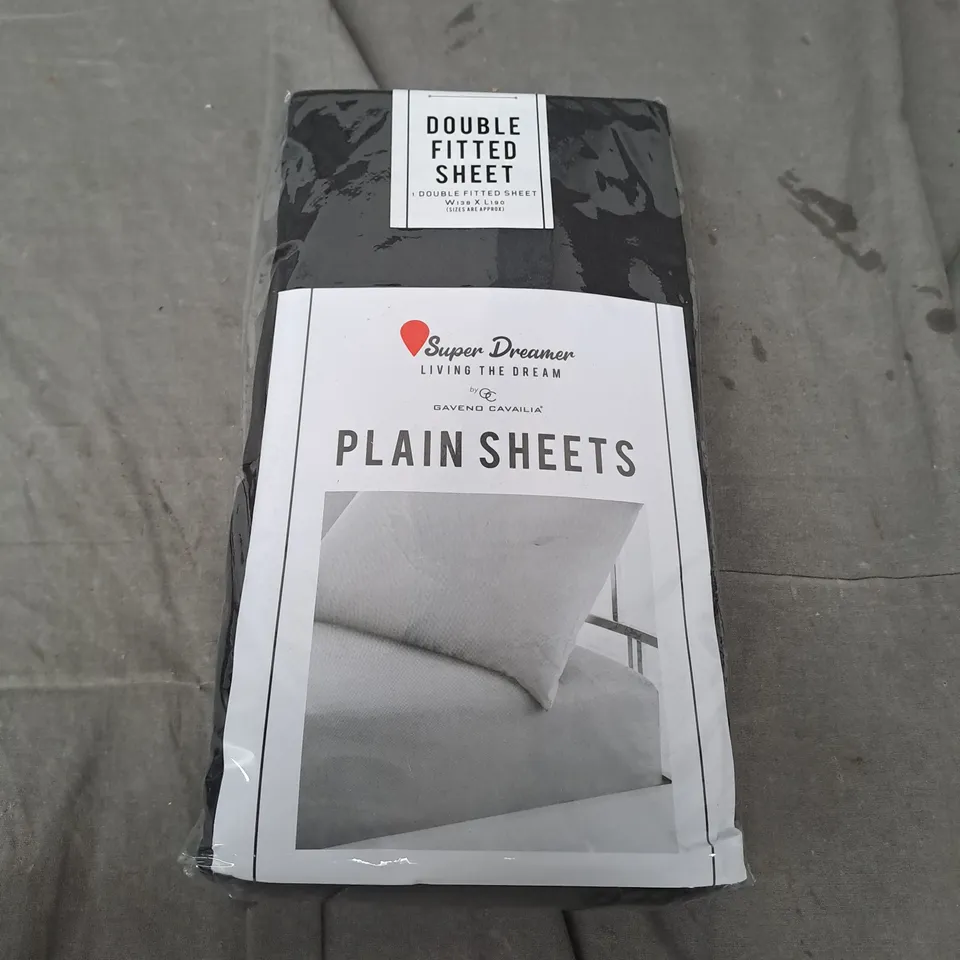 DOUBLE
FITTED
SHEET
1 DOUBLE FITTED SHEET
W138 X L190
(SIZES ARE APPROX)
Super Dreamer
LIVING THE DREAM
by GC
GAVENO CAVAILIA®
PLAIN SHEETS